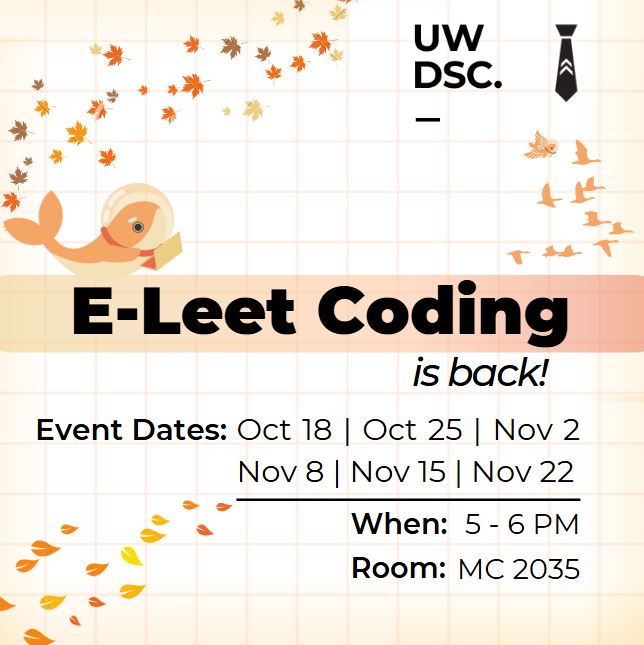 UW
DSC.
E-Leet Coding
is back!
Event Dates: Oct 18 | Oct 25 | Nov 2
Nov 8 | Nov 15 | Nov 22
When: 5 - 6 PM
Room: MC 2035